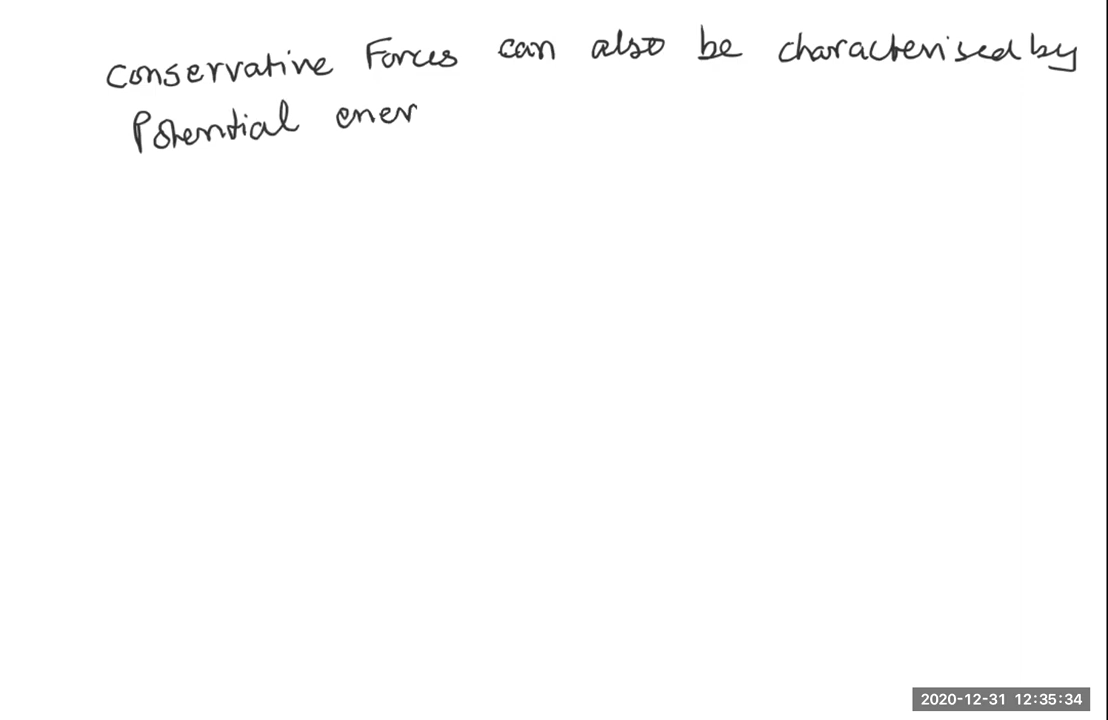 conservative Forces can also be characterised by
Potential ener
2020-12-31 12:35:34